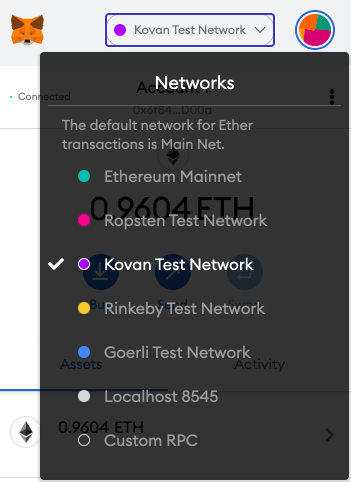 Kovan Test Network
Connected
Account 1
0x6f84...D00a
Networks
The default network for Ether
transactions is Main Net.
Ethereum Mainnet
0.9604 ETH
Ropsten Test Network
Kovan Test Network
Buy
Send
Swap
Rinkeby Test Network
Goerli Test Network
Assets
Activity
Localhost 8545
0.9604 ETH
Custom RPC